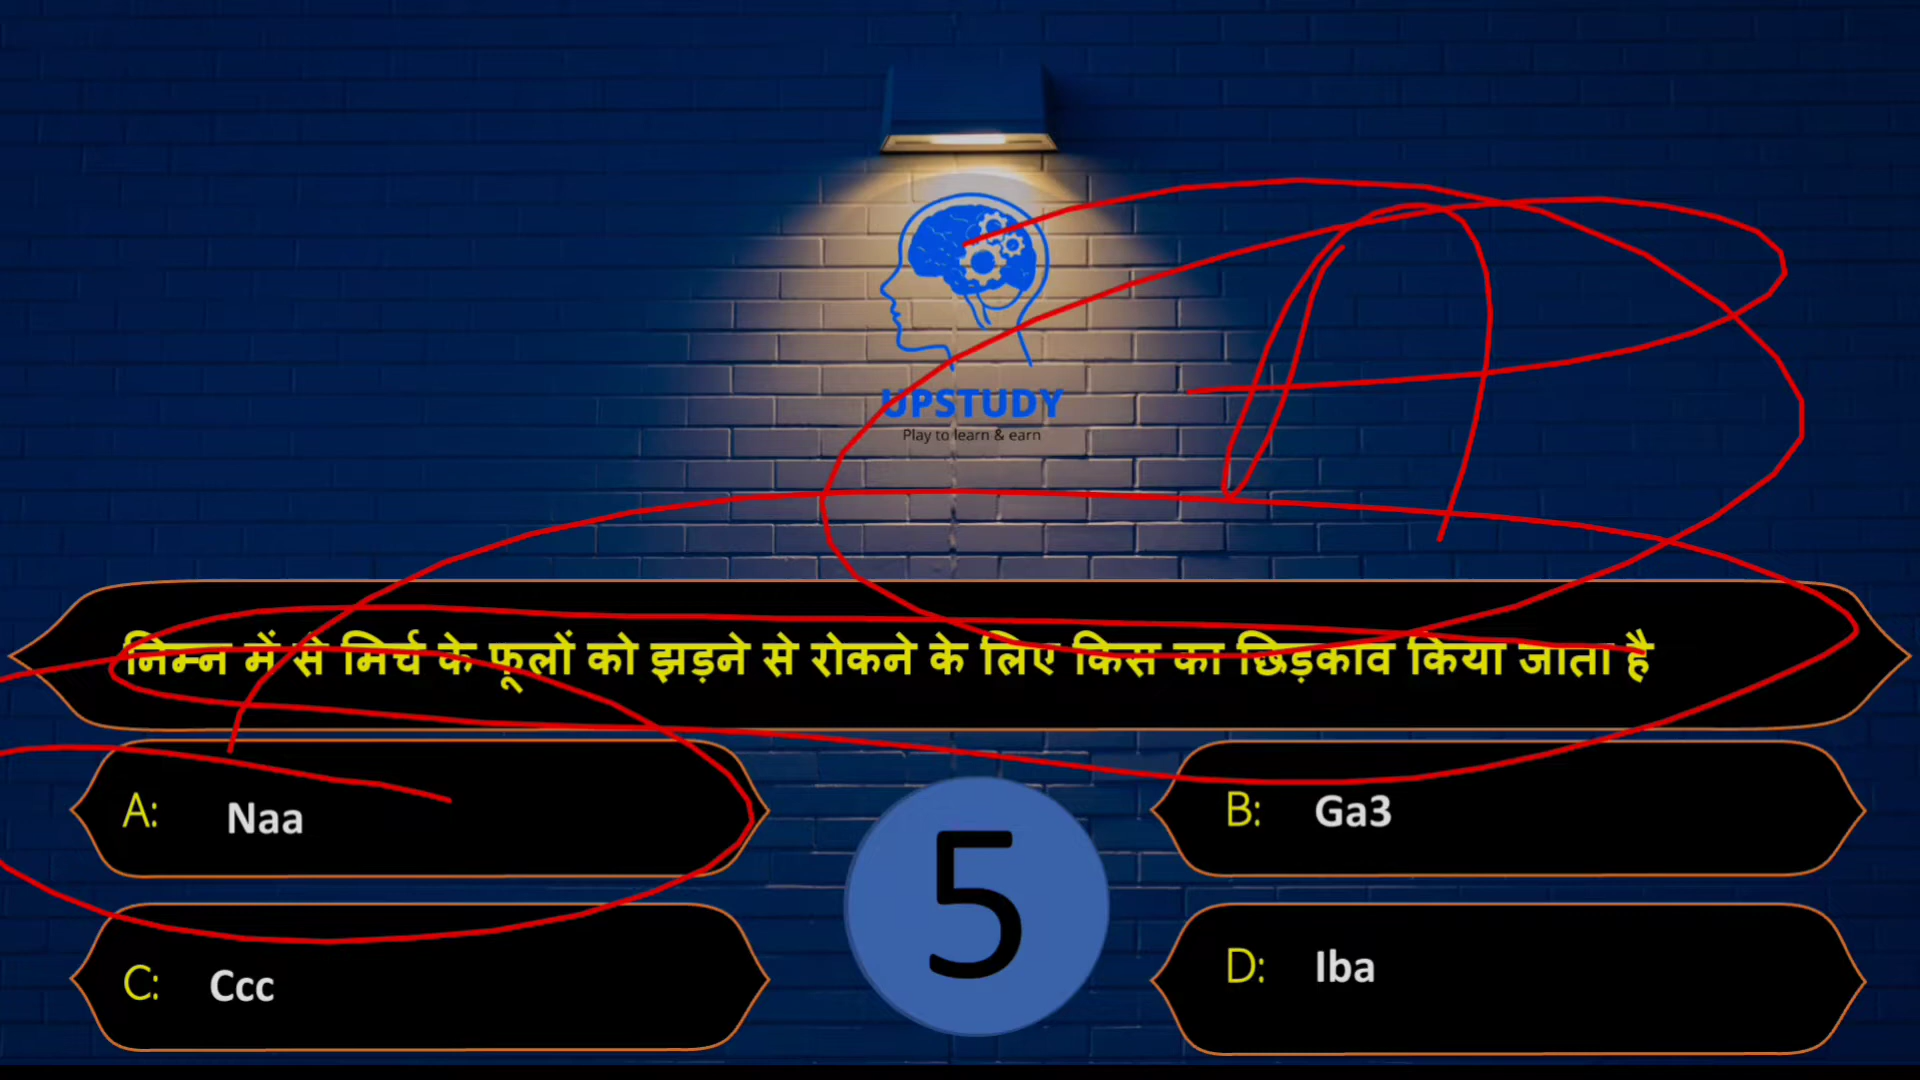 UPSTUDY
Play to learn & earn
निम्न में से मिर्च के फूलों को झड़ने से रोकने के लिए किस का छिड़काव किया जाता है
A: Naa
B: Ga3
5
C: Ccc
D: Iba